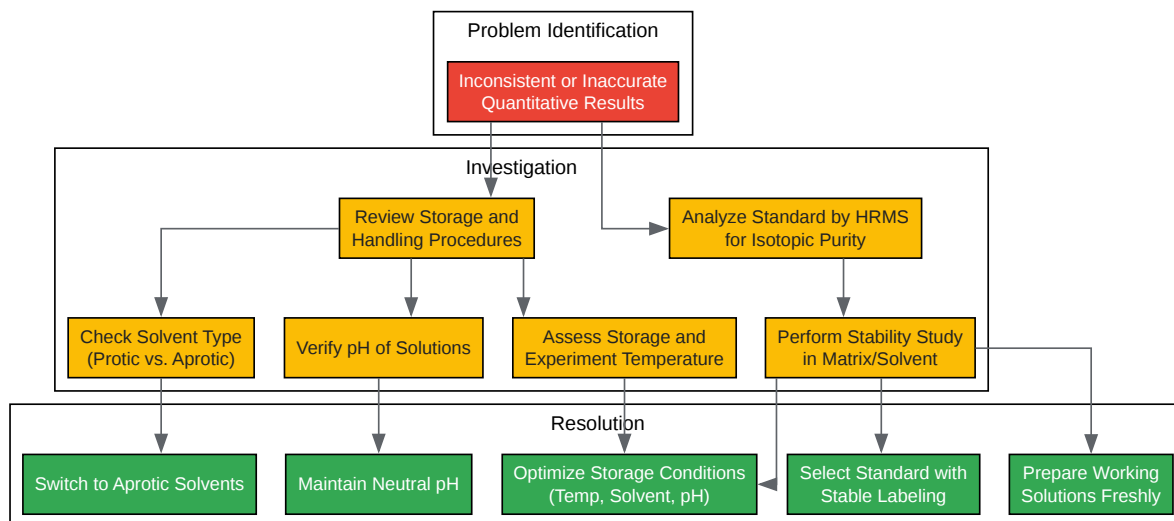 Problem Identification
Inconsistent or Inaccurate
Quantitative Results
Investigation
Review Storage and
Handling Procedures
Analyze Standard by HRMS
for Isotopic Purity
Check Solvent Type
(Protic vs. Aprotic)
Verify pH of Solutions
Assess Storage and
Experiment Temperature
Perform Stability Study
in Matrix/Solvent
Resolution
Switch to Aprotic Solvents
Maintain Neutral pH
Optimize Storage Conditions
(Temp, Solvent, pH)
Select Standard with
Stable Labeling
Prepare Working
Solutions Freshly